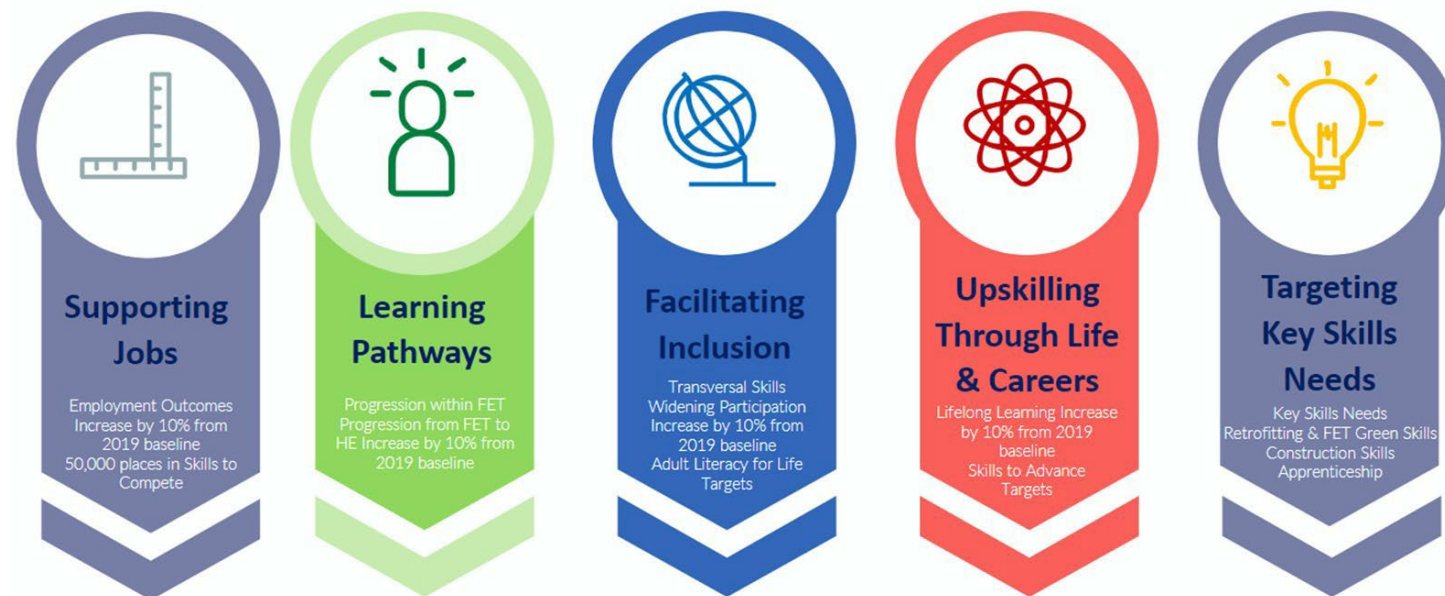 Supporting
Jobs
Employment Outcomes
Increase by 10% from
2019 baseline
50,000 places in Skills to
Compete
Learning
Pathways
Progression within FET
Progression from FET to
HE Increase by 10% from
2019 baseline
Facilitating
Inclusion
Transversal Skills
Widening Participation
Increase by 10% from
2019 baseline
Adult Literacy for Life
Targets
Upskilling
Through Life
& Careers
Lifelong Learning Increase
by 10% from 2019
baseline
Skills to Advance
Targets
Targeting
Key Skills
Needs
Key Skills Needs
Retrofitting & FET Green Skills
Construction Skills
Apprenticeship